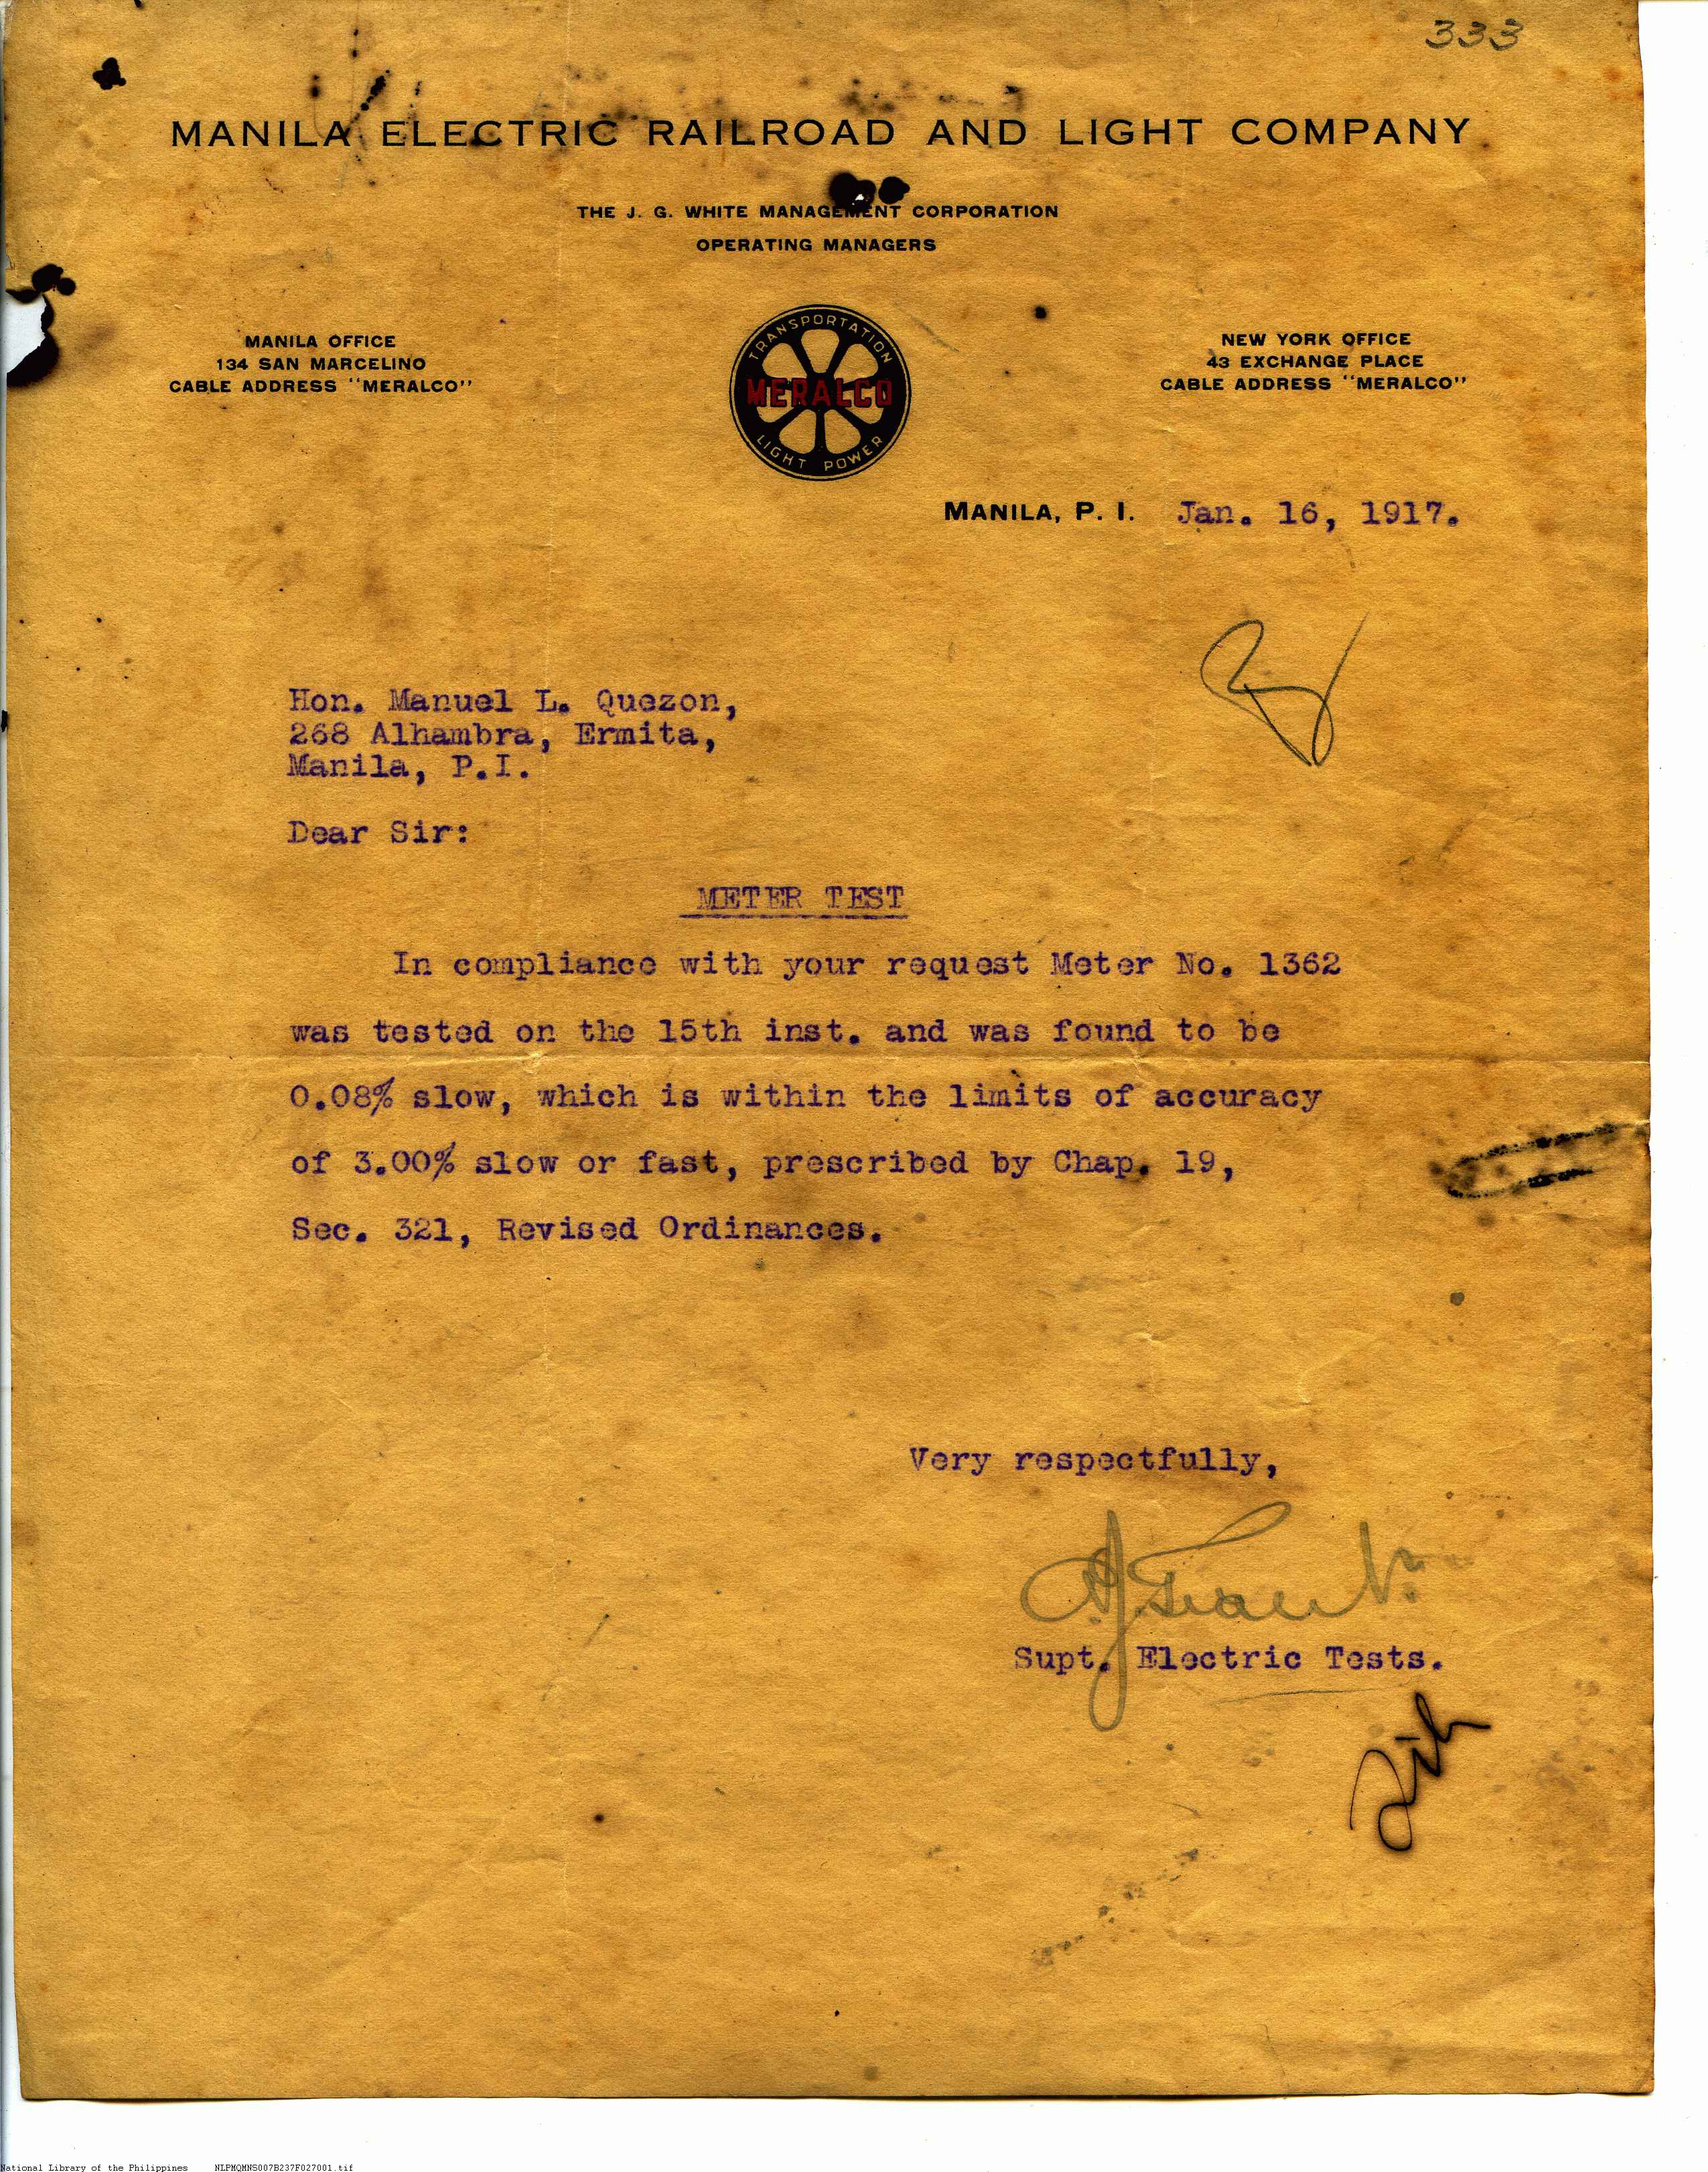 333
MANILA ELECTRIC RAILROAD AND LIGHT COMPANY
THE J. G. WHITE MANAGEMENT CORPORATION
OPERATING MANAGERS
MANILA OFFICE
134 SAN MARCELINO
CABLE ADDRESS "MERALCO"
TRANSPORTATION
MERALCO
LIGHT POWER
NEW YORK OFFICE
43 EXCHANGE PLACE
CABLE ADDRESS "MERALCO"
MANILA, P. I. Jan. 16, 1917.
Hon. Manuel L. Quezon,
268 Alhambra, Ermita,
Manila, P.I.
Dear Sir:
METER TEST
In compliance with your request Meter No. 1362
was tested on the 15th inst. and was found to be
0.08% slow, which is within the limits of accuracy
of 3.00% slow or fast, prescribed by Chap. 19,
Sec. 321, Revised Ordinances.
Very respectfully,
Supt. Electric Tests.
National Library of the Philippines NLPMQMNS007B237F027001.tif